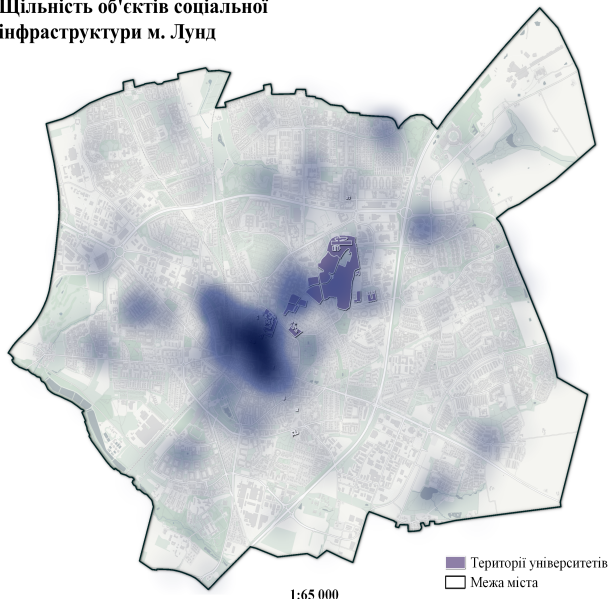 Щільність об'єктів соціальної
інфраструктури м. Лунд
Території університетів
Межа міста
1:65 000